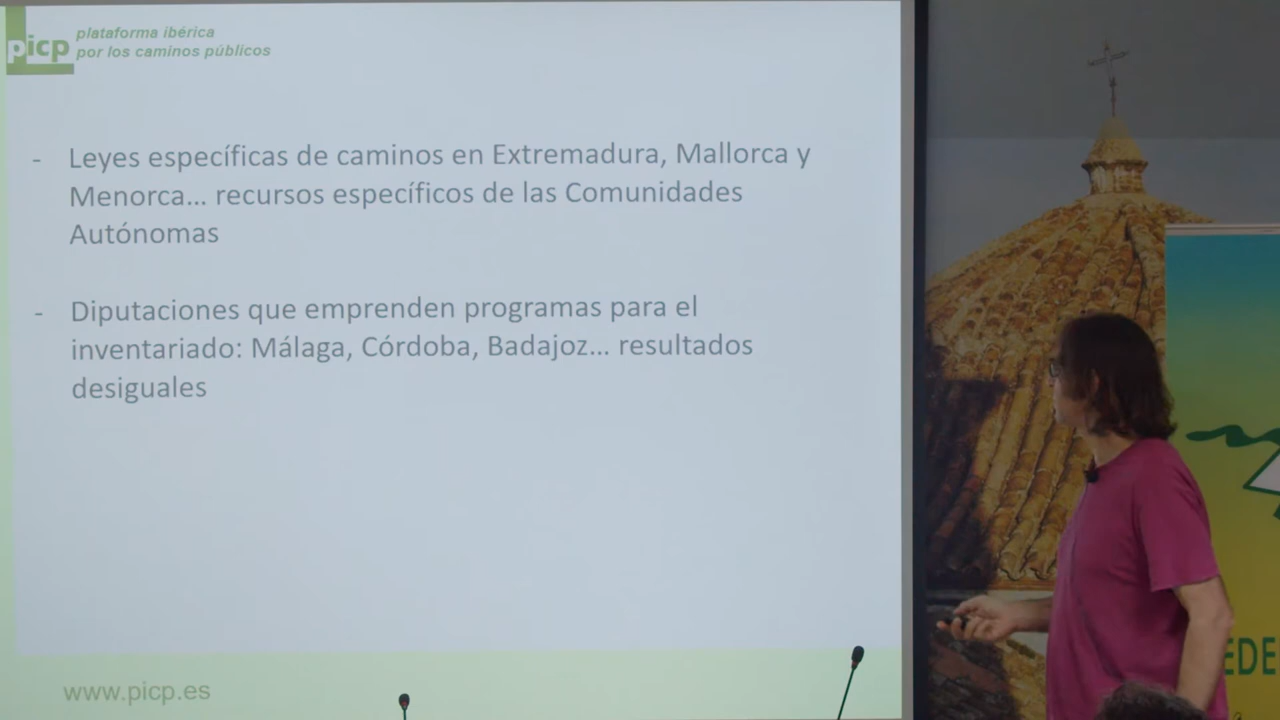 picp
plataforma ibérica
por los caminos públicos
- Leyes específicas de caminos en Extremadura, Mallorca y
Menorca... recursos específicos de las Comunidades
Autónomas
- Diputaciones que emprenden programas para el
inventariado: Málaga, Córdoba, Badajoz... resultados
desiguales
www.picp.es
EDE